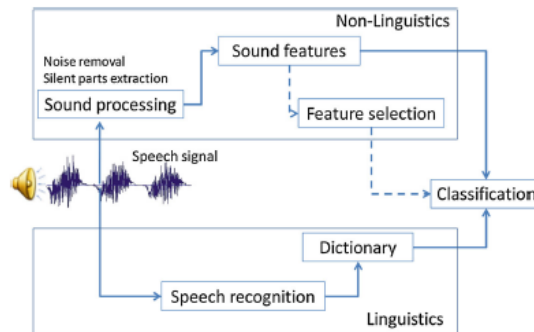 Non-Linguistics
Noise removal
Silent parts extraction
Sound features
Sound processing
Feature selection
Speech signal
Classification
Dictionary
Speech recognition
Linguistics